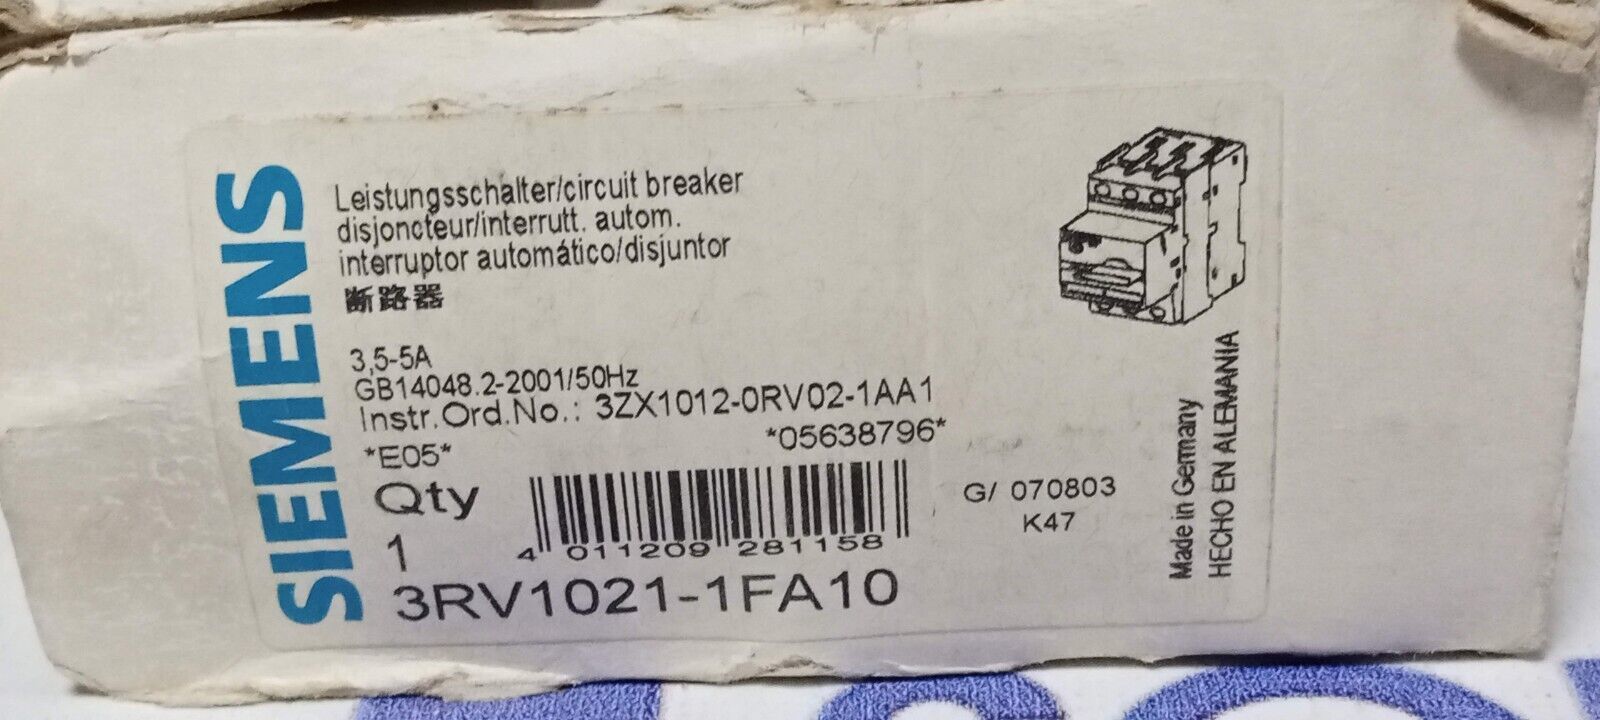 SIEMENS
Leistungsschalter/circuit breaker
disjoncteur/interrutt. autom.
interruptor automático/disjuntor
断路器
3,5-5A
GB14048.2-2001/50Hz
Instr.Ord.No.: 3ZX1012-0RV02-1AA1
*E05* *05638796*
Qty
1
4 011209 281158
3RV1021-1FA10
G/ 070803
K47
Made in Germany
HECHO EN ALEMANIA